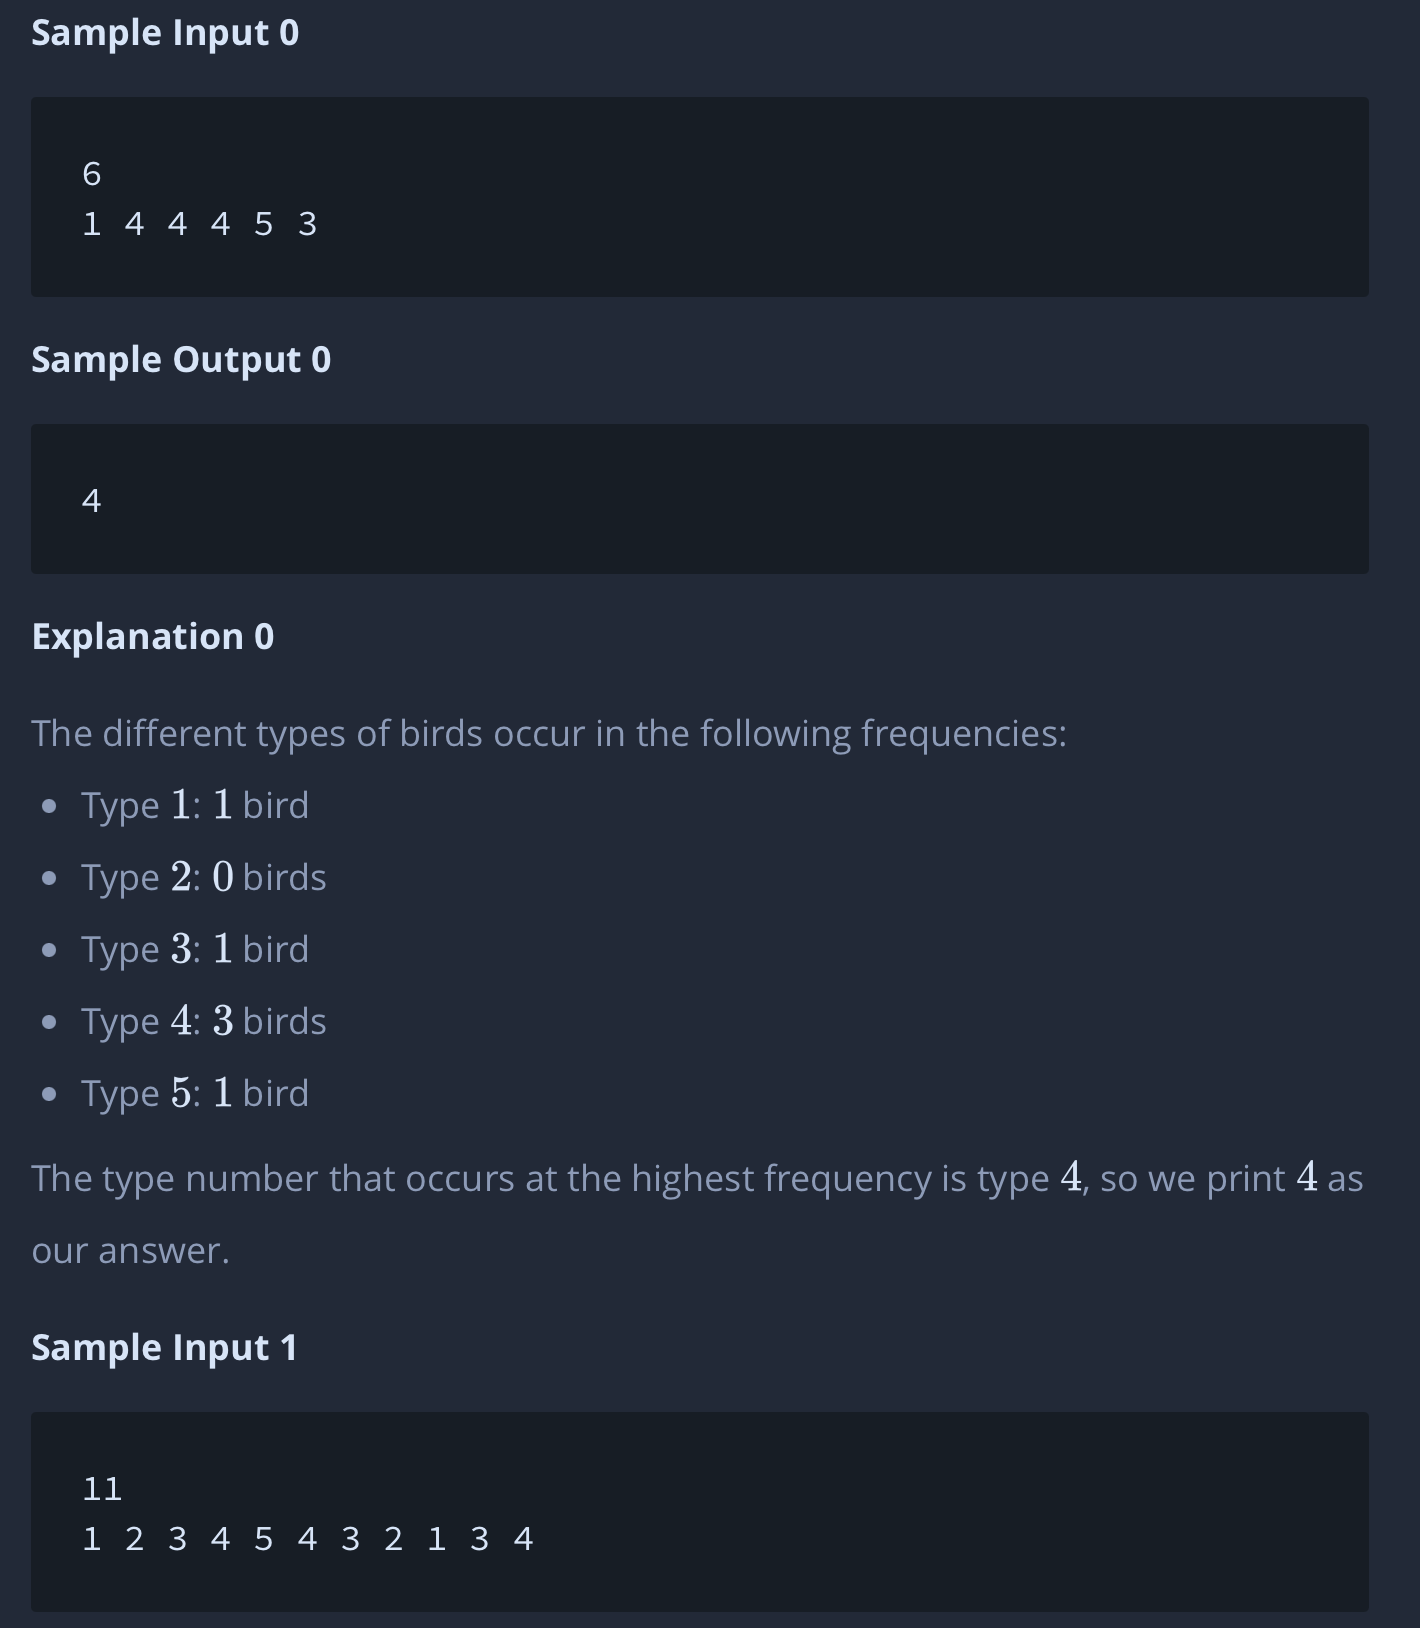 Sample Input 0
6
1 4 4 4 5 3
Sample Output 0
4
Explanation 0
The different types of birds occur in the following frequencies:
• Type 1: 1 bird
• Type 2: 0 birds
• Type 3: 1 bird
• Type 4: 3 birds
• Type 5: 1 bird
The type number that occurs at the highest frequency is type 4, so we print 4 as
our answer.
Sample Input 1
11
1 2 3 4 5 4 3 2 1 3 4